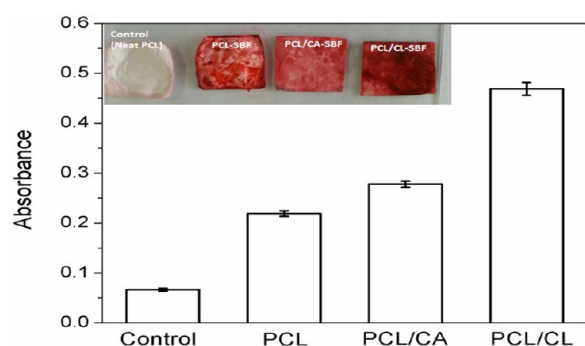 0.6
0.5
0.4
0.3
0.2
0.1
0.0
Absorbance
Control
(Neat PCL)
PCL-SBF
PCL/CA-SBF
PCL/CL-SBF
Control
PCL
PCL/CA
PCL/CL